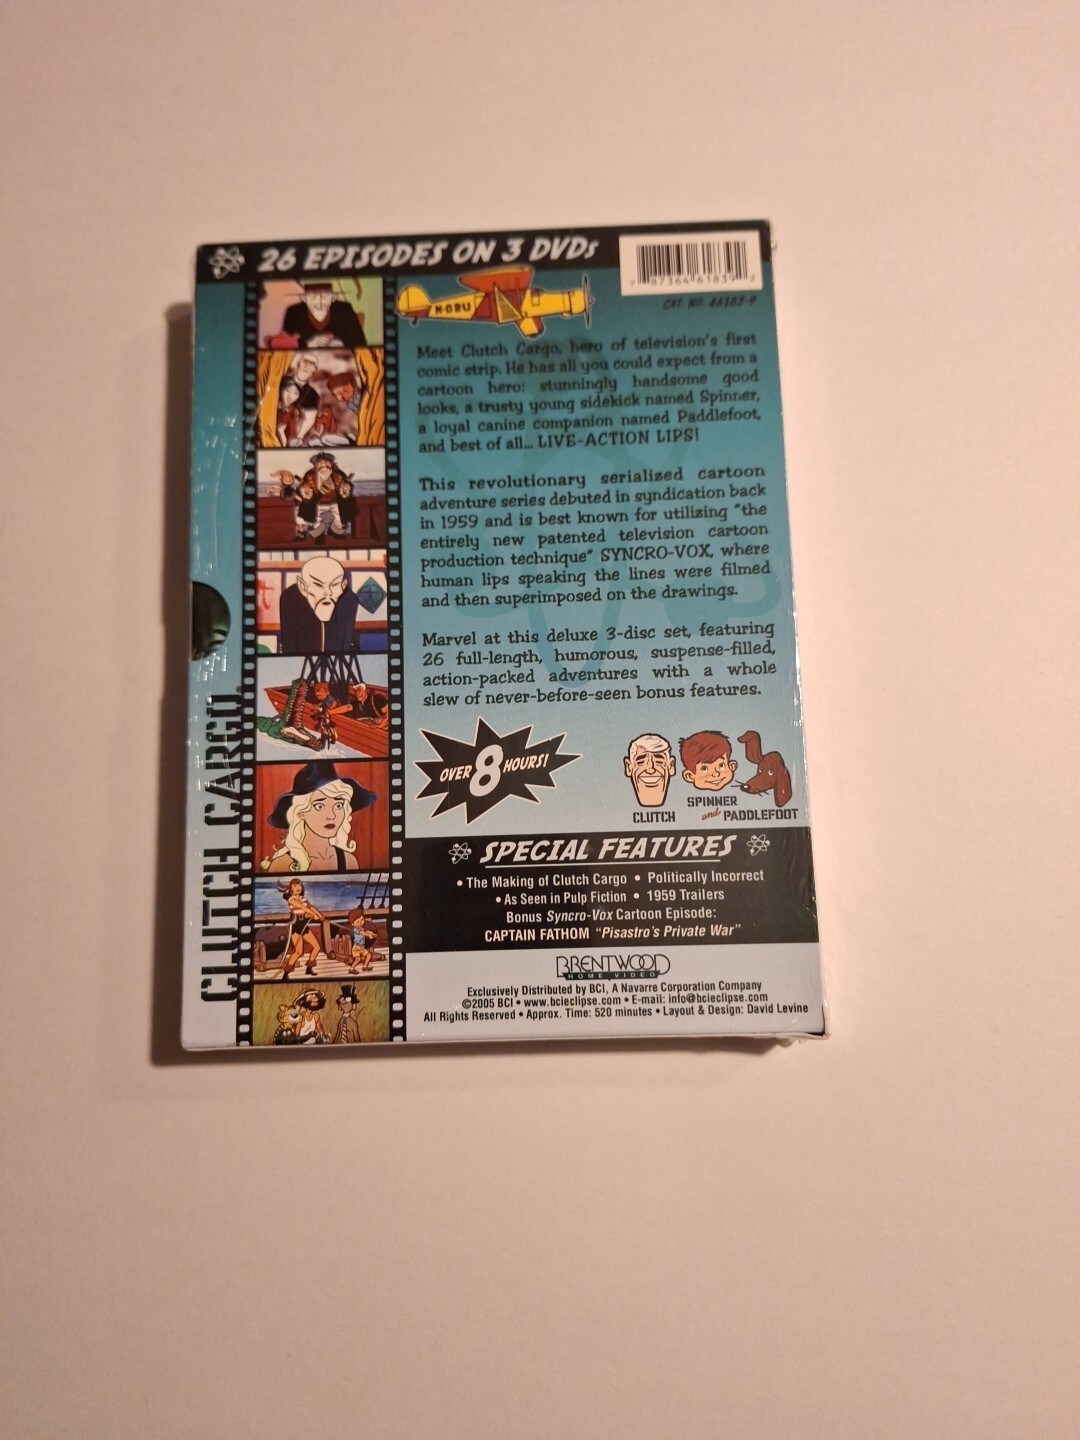 26 EPISODES ON 3 DVDs
7 87364 61839 2
CAT. NO. 46183-9
N-DRU
Meet Clutch Cargo, hero of television's first
comic strip. He has all you could expect from a
cartoon hero: stunningly handsome good
looks, a trusty young sidekick named Spinner,
a loyal canine companion named Paddlefoot,
and best of all... LIVE-ACTION LIPS!
This revolutionary serialized cartoon
adventure series debuted in syndication back
in 1959 and is best known for utilizing "the
entirely new patented television cartoon
production technique" SYNCRO-VOX, where
human lips speaking the lines were filmed
and then superimposed on the drawings.
Marvel at this deluxe 3-disc set, featuring
26 full-length, humorous, suspense-filled,
action-packed adventures with a whole
slew of never-before-seen bonus features.
OVER 8 HOURS!
CLUTCH
SPINNER
and PADDLEFOOT
SPECIAL FEATURES
• The Making of Clutch Cargo • Politically Incorrect
• As Seen in Pulp Fiction • 1959 Trailers
Bonus Syncro-Vox Cartoon Episode:
CAPTAIN FATHOM "Pisastro's Private War"
BRENTWOOD
HOME VIDEO
Exclusively Distributed by BCI, A Navarre Corporation Company
©2005 BCI • www.bcieclipse.com • E-mail: info@bcieclipse.com
All Rights Reserved • Approx. Time: 520 minutes • Layout & Design: David Levine
CLUTCH CARGO